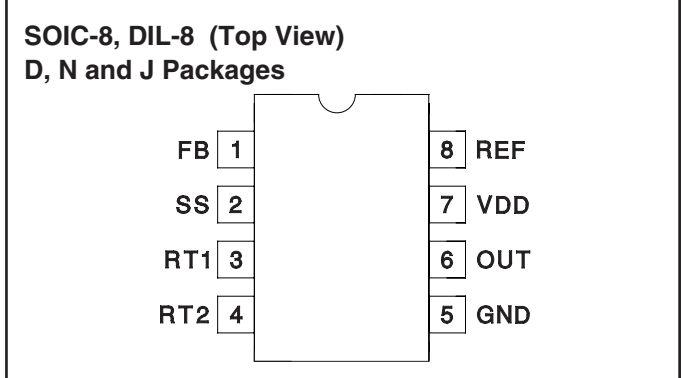 SOIC-8, DIL-8 (Top View)
D, N and J Packages
FB 1
8 REF
SS 2
7 VDD
RT1 3
6 OUT
RT2 4
5 GND